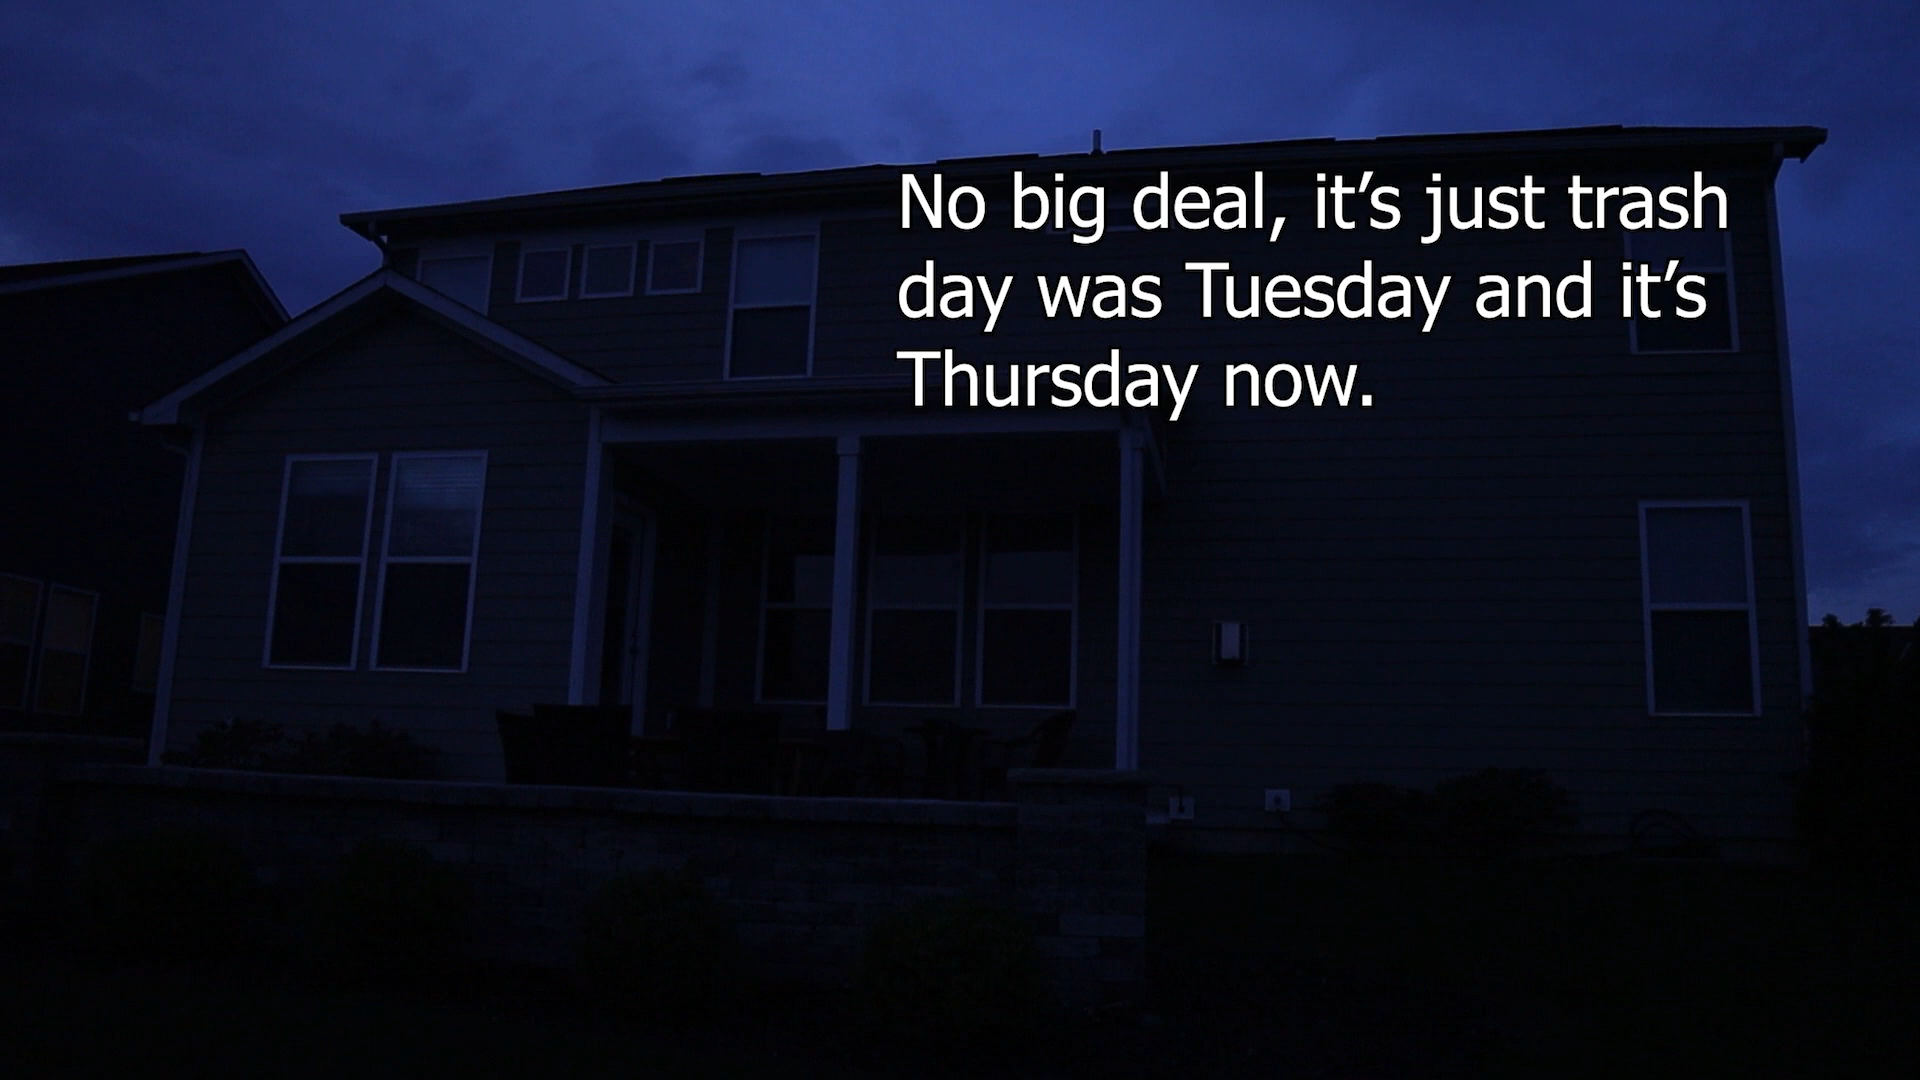 No big deal, it’s just trash
day was Tuesday and it’s
Thursday now.